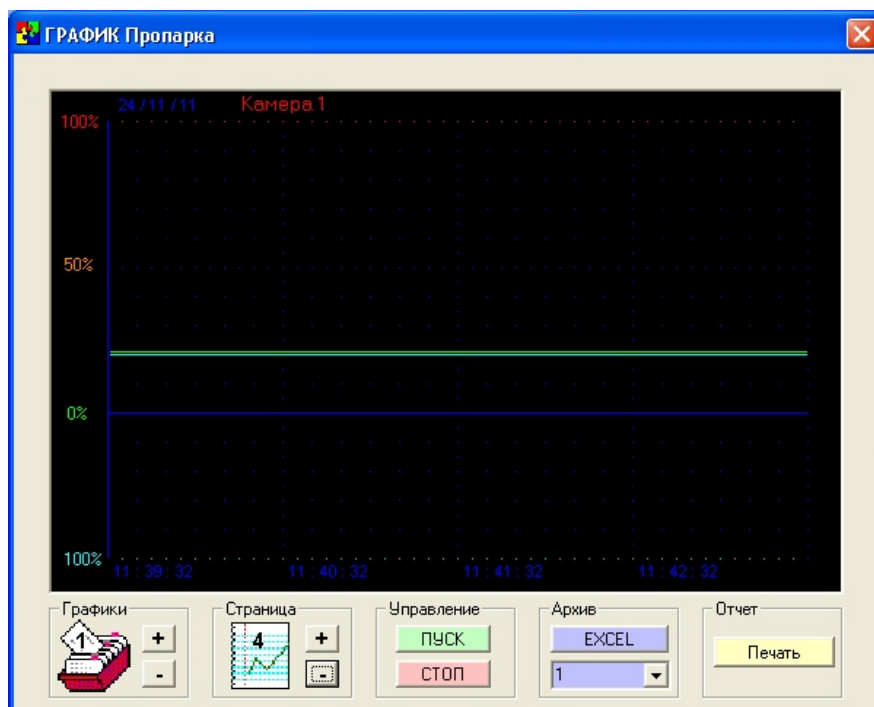 ГРАФИК Пропарка
24/11/11 Камера 1
100%
50%
0%
100%
11:39:32 11:40:32 11:41:32 11:42:32
Графики Страница Управление Архив Отчет
1 + 4 + ПУСК EXCEL Печать
- - СТОП 1